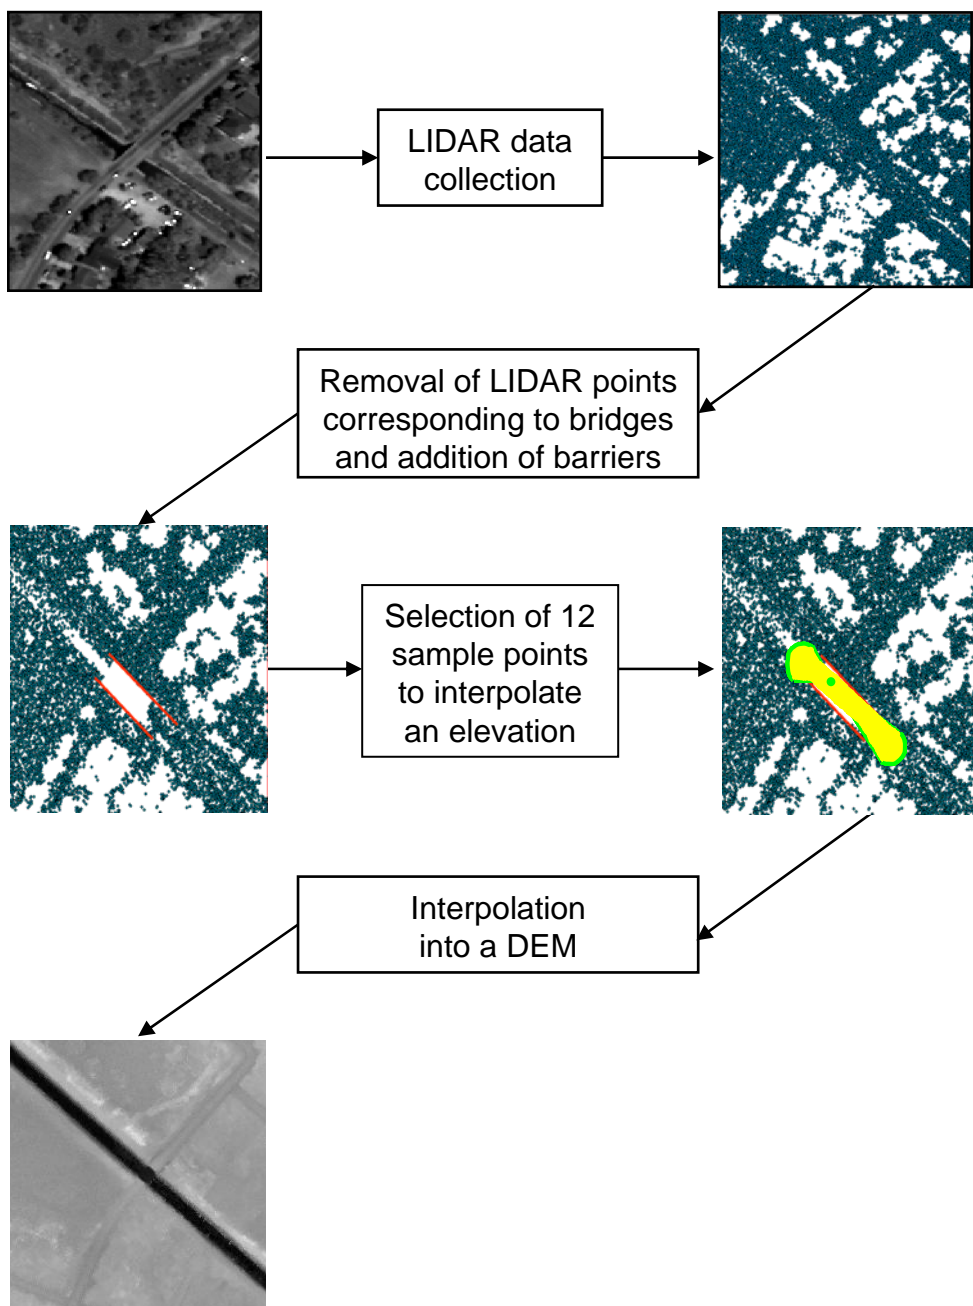 LIDAR data
collection
Removal of LIDAR points
corresponding to bridges
and addition of barriers
Selection of 12
sample points
to interpolate
an elevation
Interpolation
into a DEM